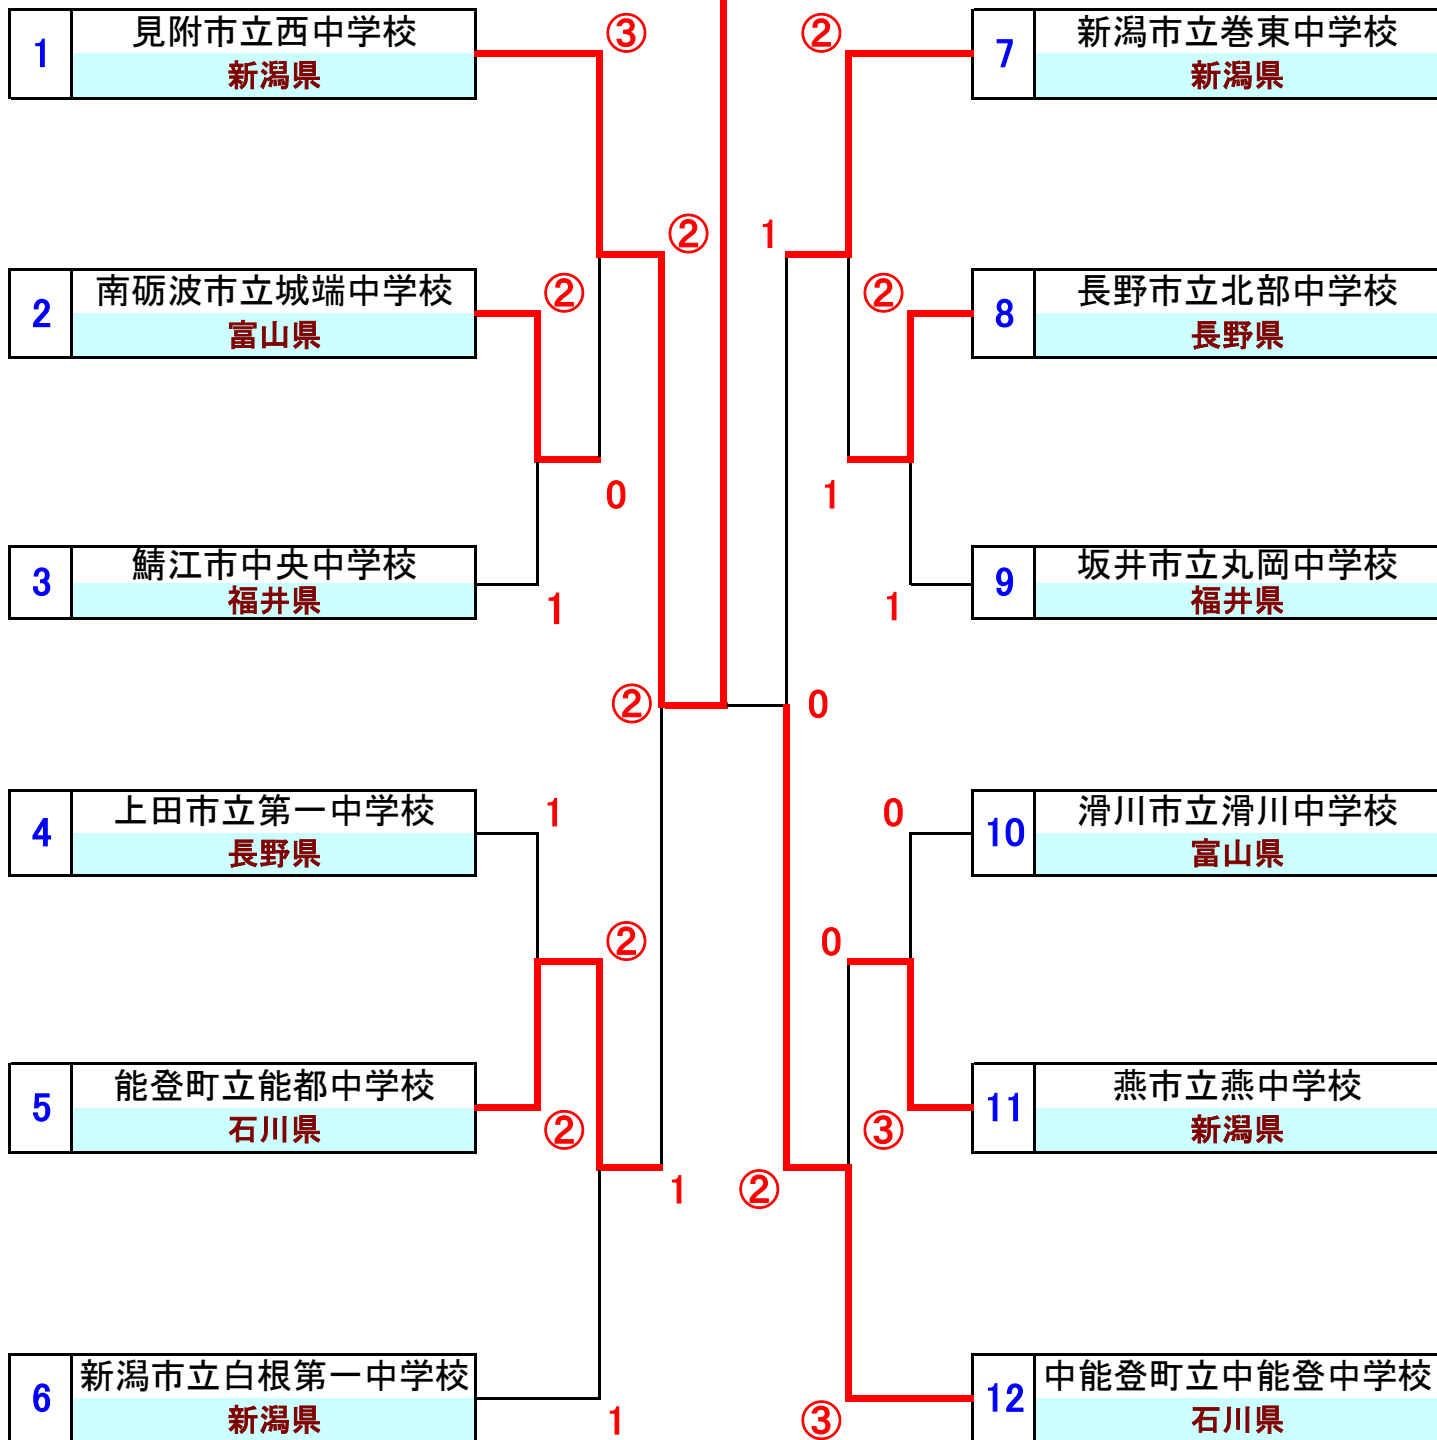 1
見附市立西中学校
新潟県
③
②
7
新潟市立巻東中学校
新潟県
②
1
2
南砺波市立城端中学校
富山県
②
②
8
長野市立北部中学校
長野県
0
1
3
鯖江市中央中学校
福井県
1
1
9
坂井市立丸岡中学校
福井県
②
0
4
上田市立第一中学校
長野県
1
0
10
滑川市立滑川中学校
富山県
②
0
5
能登町立能都中学校
石川県
②
③
11
燕市立燕中学校
新潟県
1
②
6
新潟市立白根第一中学校
新潟県
1
③
12
中能登町立中能登中学校
石川県